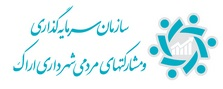 سازمان سرمایه گذاری
و مشارکتهای مردمی شهرداری اراک